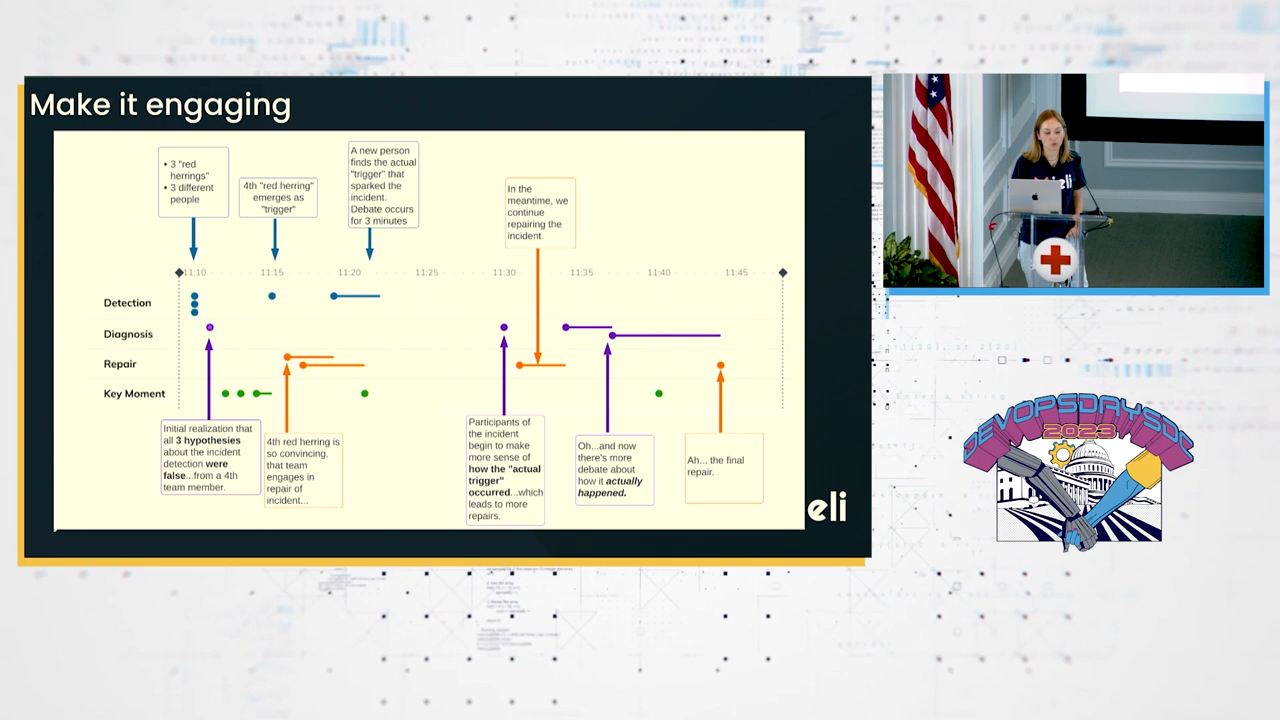 Make it engaging
• 3 "red
herrings"
• 3 different
people
4th "red herring"
emerges as
"trigger"
A new person
finds the actual
"trigger" that
sparked the
incident.
Debate occurs
for 3 minutes
In the
meantime, we
continue
repairing the
incident.
11:10
11:15
11:20
11:25
11:30
11:35
11:40
11:45
Detection
Diagnosis
Repair
Key Moment
Initial realization that
all 3 hypotheses
about the incident
detection were
false...from a 4th
team member.
4th red herring is
so convincing.
that team
engages in
repair of
incident...
Participants of
the incident
begin to make
more sense of
how the "actual
trigger"
occurred...which
leads to more
repairs.
Oh...and now
there's more
debate about
how it actually
happened.
Ah... the final
repair.
eli
eli
DEVOPSDAYSDC
2023